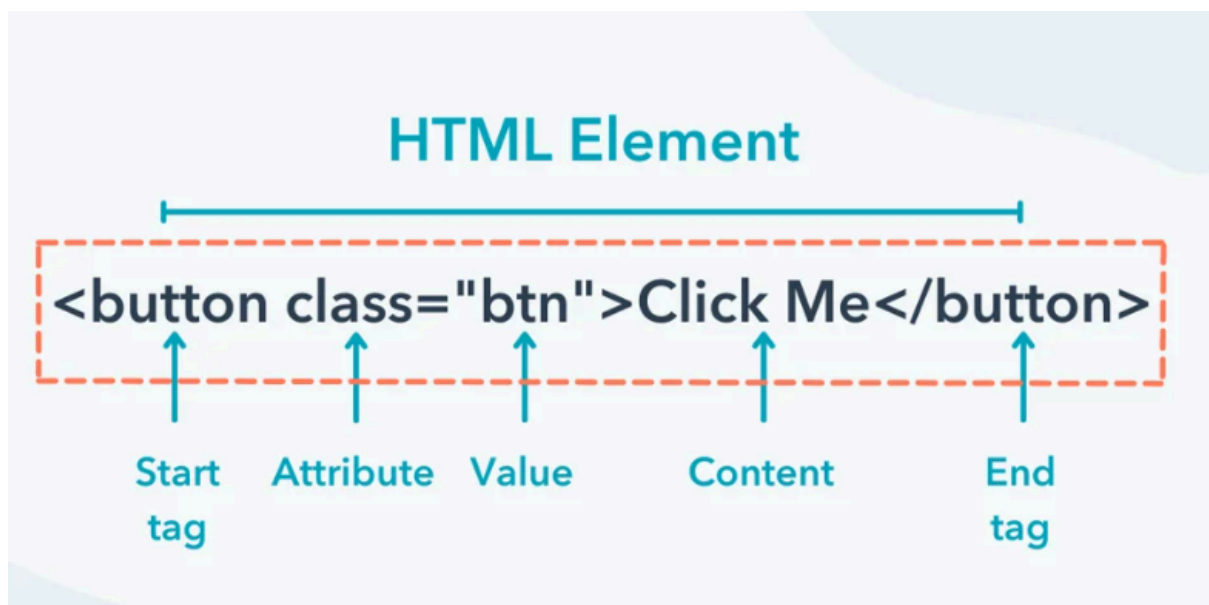 HTML Element
<button class="btn">Click Me</button>
Start tag
Attribute
Value
Content
End tag